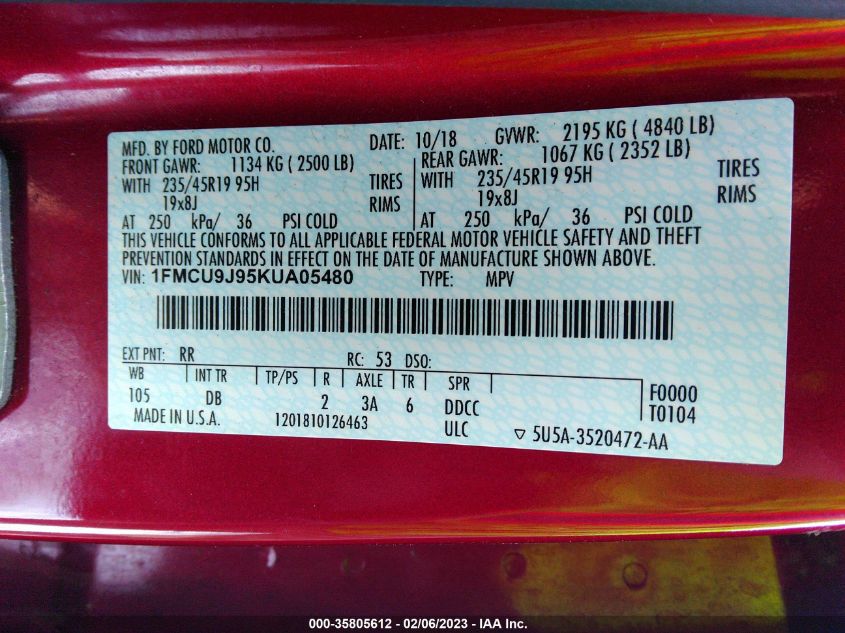 MFD. BY FORD MOTOR CO. DATE: 10/18 GVWR: 2195 KG ( 4840 LB)
FRONT GAWR: 1134 KG ( 2500 LB) REAR GAWR: 1067 KG ( 2352 LB)
WITH 235/45R19 95H TIRES WITH 235/45R19 95H TIRES
19x8J RIMS 19x8J RIMS
AT 250 kPa/ 36 PSI COLD AT 250 kPa/ 36 PSI COLD
THIS VEHICLE CONFORMS TO ALL APPLICABLE FEDERAL MOTOR VEHICLE SAFETY AND THEFT
PREVENTION STANDARDS IN EFFECT ON THE DATE OF MANUFACTURE SHOWN ABOVE.
VIN: 1FMCU9J95KUA05480 TYPE: MPV
EXT PNT: RR RC: 53 DSO:
WB INT TR TP/PS R AXLE TR SPR F0000
105 DB 2 3A 6 DDCC T0104
MADE IN U.S.A. 1201810126463 ULC ▽ 5U5A-3520472-AA
000-35805612 - 02/06/2023 - IAA Inc.